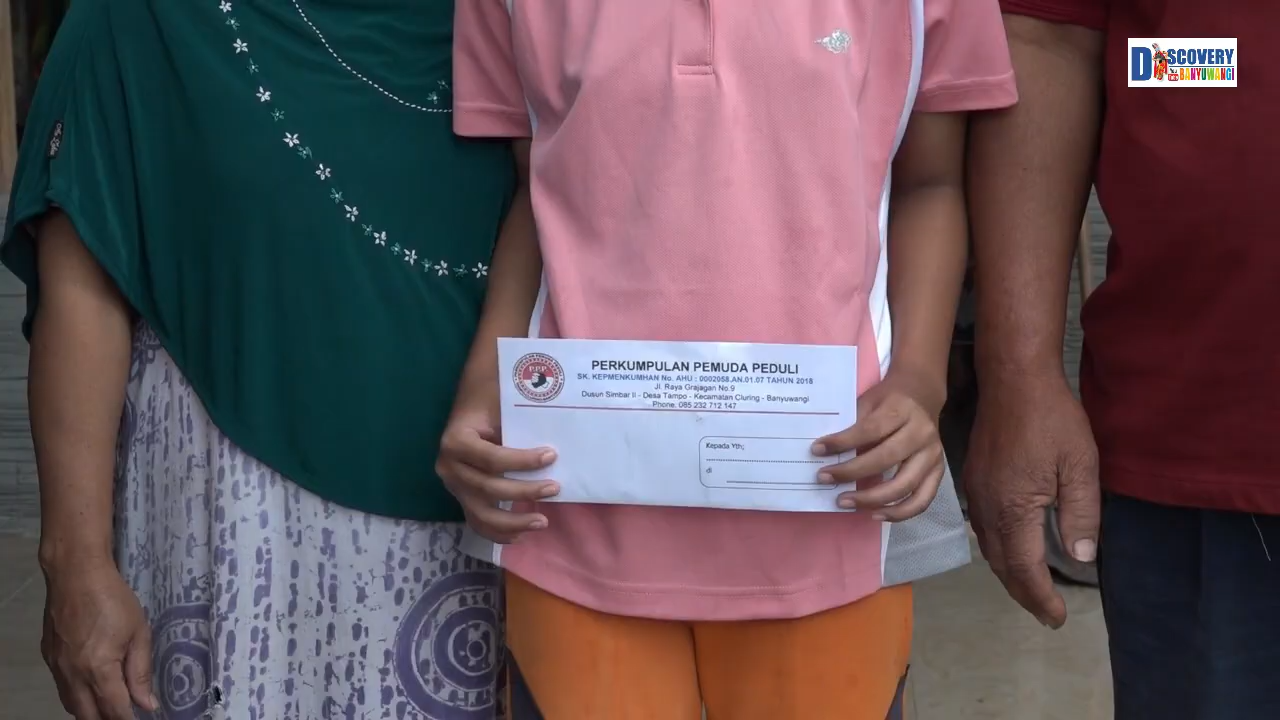 DISCOVERY
BANYUWANGI
P.P.P
PERKUMPULAN PEMUDA PEDULI
SK. KEPMENKUMHAN No. AHU : 0002058,AN.01.07 TAHUN 2018
Jl. Raya Grajagan No.9
Dusun Simbar II - Desa Tampo - Kecamatan Cluring - Banyuwangi
Phone. 085 232 712 147
Kepada Yth;
di